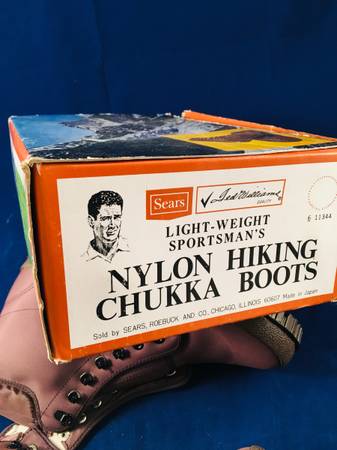 Sears
Ted Williams
QUALITY
6 11344
LIGHT-WEIGHT
SPORTSMAN'S
NYLON HIKING
CHUKKA BOOTS
Sold by SEARS, ROEBUCK AND CO., CHICAGO, ILLINOIS 60607 Made in Japan